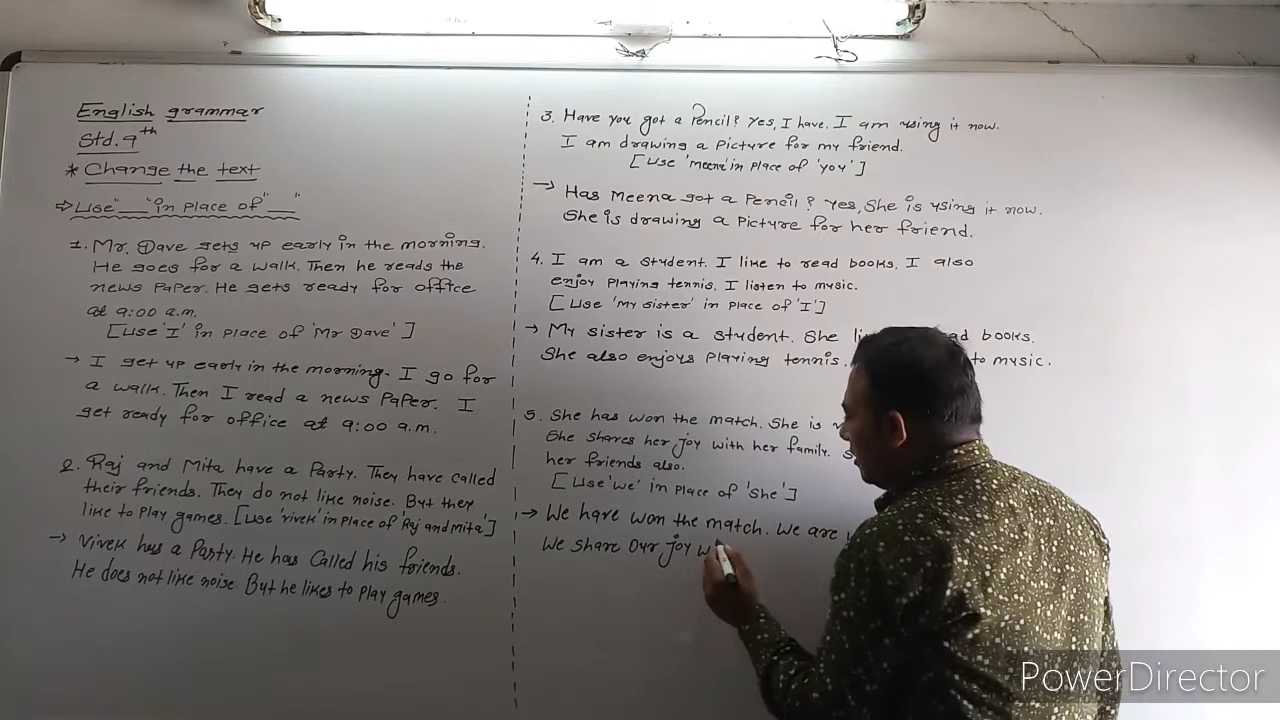 English grammar
Std. 9th
* Change the text
⇒ Use "___" in place of "___"
1. Mr. Dave gets up early in the morning.
He goes for a walk. Then he reads the
news paper. He gets ready for office
at 9:00 a.m.
[Use 'I' in place of 'Mr Dave']
→ I get up early in the morning. I go for
a walk. Then I read a news paper. I
get ready for office at 9:00 a.m.
2. Raj and Mita have a party. They have called
their friends. They do not like noise. But they
like to play games. [Use 'vivek' in place of 'Raj and Mita']
→ Vivek has a party. He has called his friends.
He does not like noise. But he likes to play games.
3. Have you got a pencil? Yes, I have. I am using it now.
I am drawing a picture for my friend.
[Use 'meena' in place of 'you']
→ Has Meena got a pencil? Yes, she is using it now.
She is drawing a picture for her friend.
4. I am a student. I like to read books. I also
enjoy playing tennis. I listen to music.
[Use 'My sister' in place of 'I']
→ My sister is a student. She books.
She also enjoys playing tennis. to music.
5. She has won the match. She is
She shares her joy with her family.
her friends also.
[Use 'we' in place of 'she']
→ We have won the match. We are
We share our joy
PowerDirector